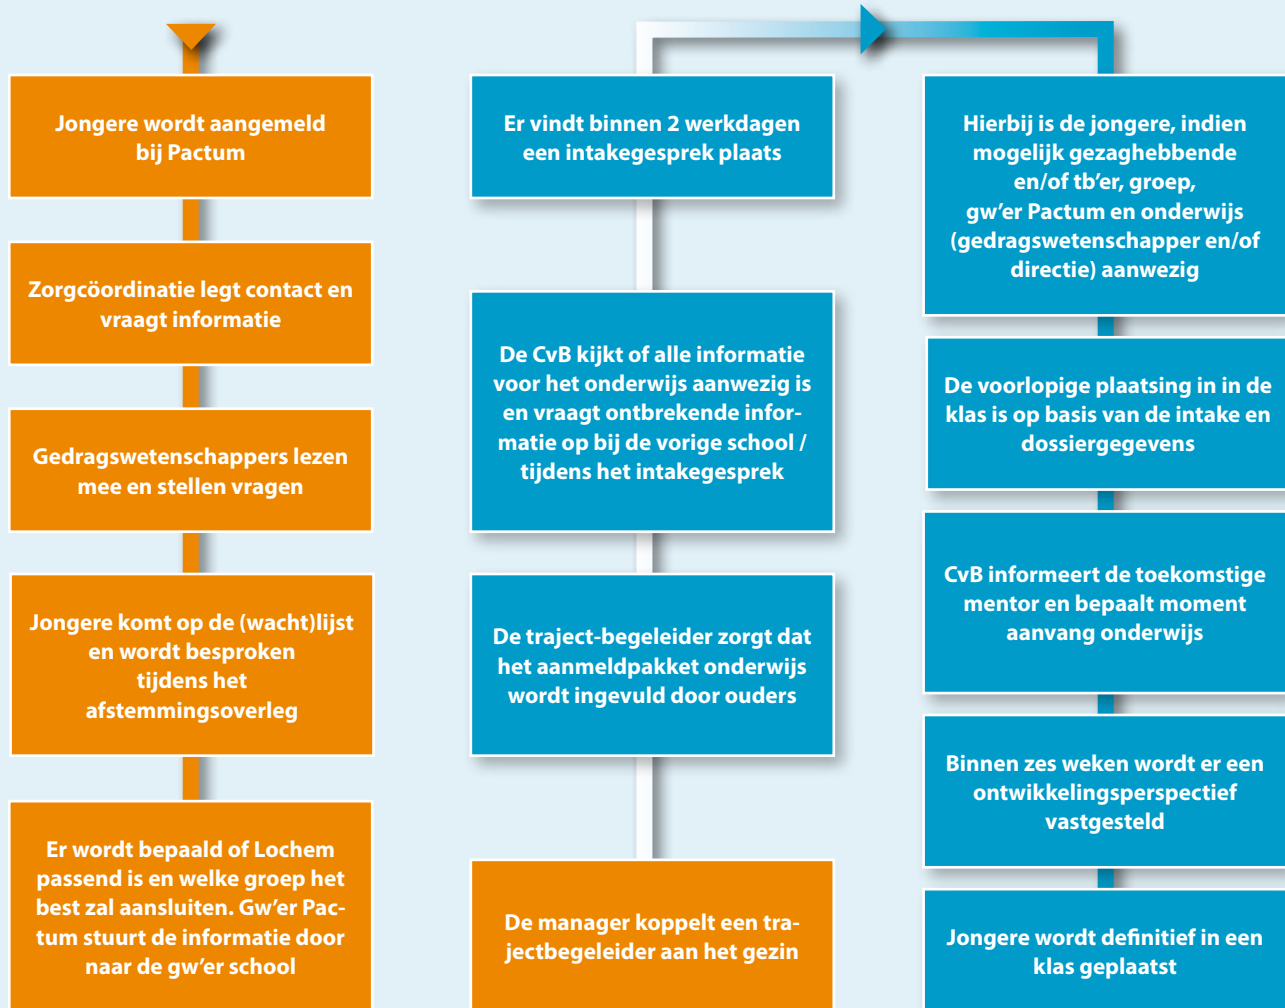 Jongere wordt aangemeld
bij Pactum
Zorgcöordinatie legt contact en
vraagt informatie
Gedragswetenschappers lezen
mee en stellen vragen
Jongere komt op de (wacht)lijst
en wordt besproken
tijdens het
afstemmingsoverleg
Er wordt bepaald of Lochem
passend is en welke groep het
best zal aansluiten. Gw’er Pac-
tum stuurt de informatie door
naar de gw’er school
Er vindt binnen 2 werkdagen
een intakegesprek plaats
De CvB kijkt of alle informatie
voor het onderwijs aanwezig is
en vraagt ontbrekende infor-
matie op bij de vorige school /
tijdens het intakegesprek
De traject-begeleider zorgt dat
het aanmeldpakket onderwijs
wordt ingevuld door ouders
De manager koppelt een tra-
jectbegeleider aan het gezin
Hierbij is de jongere, indien
mogelijk gezaghebbende
en/of tb’er, groep,
gw’er Pactum en onderwijs
(gedragswetenschapper en/of
directie) aanwezig
De voorlopige plaatsing in in de
klas is op basis van de intake en
dossiergegevens
CvB informeert de toekomstige
mentor en bepaalt moment
aanvang onderwijs
Binnen zes weken wordt er een
ontwikkelingsperspectief
vastgesteld
Jongere wordt definitief in een
klas geplaatst